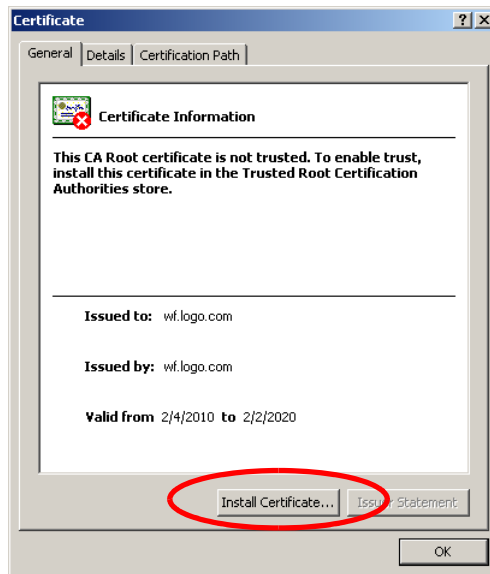 Certificate
General Details Certification Path
Certificate Information
This CA Root certificate is not trusted. To enable trust,
install this certificate in the Trusted Root Certification
Authorities store.
Issued to: wf.logo.com
Issued by: wf.logo.com
Valid from 2/4/2010 to 2/2/2020
Install Certificate... Issuer Statement
OK